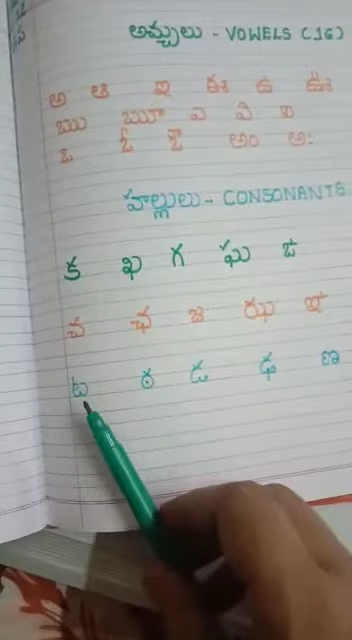 అచ్చులు - VOWELS (16)
అ ఆ ఇ ఈ ఉ ఊ
ఋ ౠ ఎ ఏ ఐ
ఒ ఓ ఔ అం అః
హల్లులు - CONSONANTS
క ఖ గ ఘ ఙ
చ ఛ జ ఝ ఞ
ట ఠ డ ఢ ణ